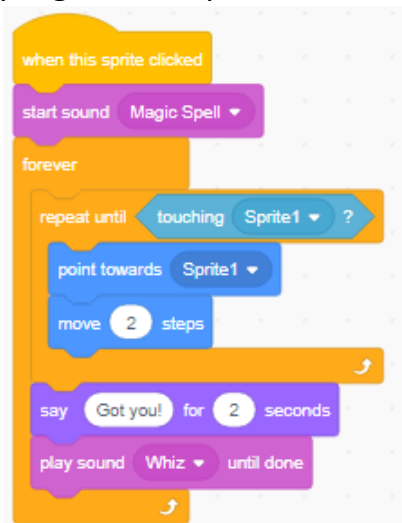 when this sprite clicked
start sound Magic Spell
forever
repeat until touching Sprite1 ?
point towards Sprite1
move 2 steps
say Got you! for 2 seconds
play sound Whiz until done